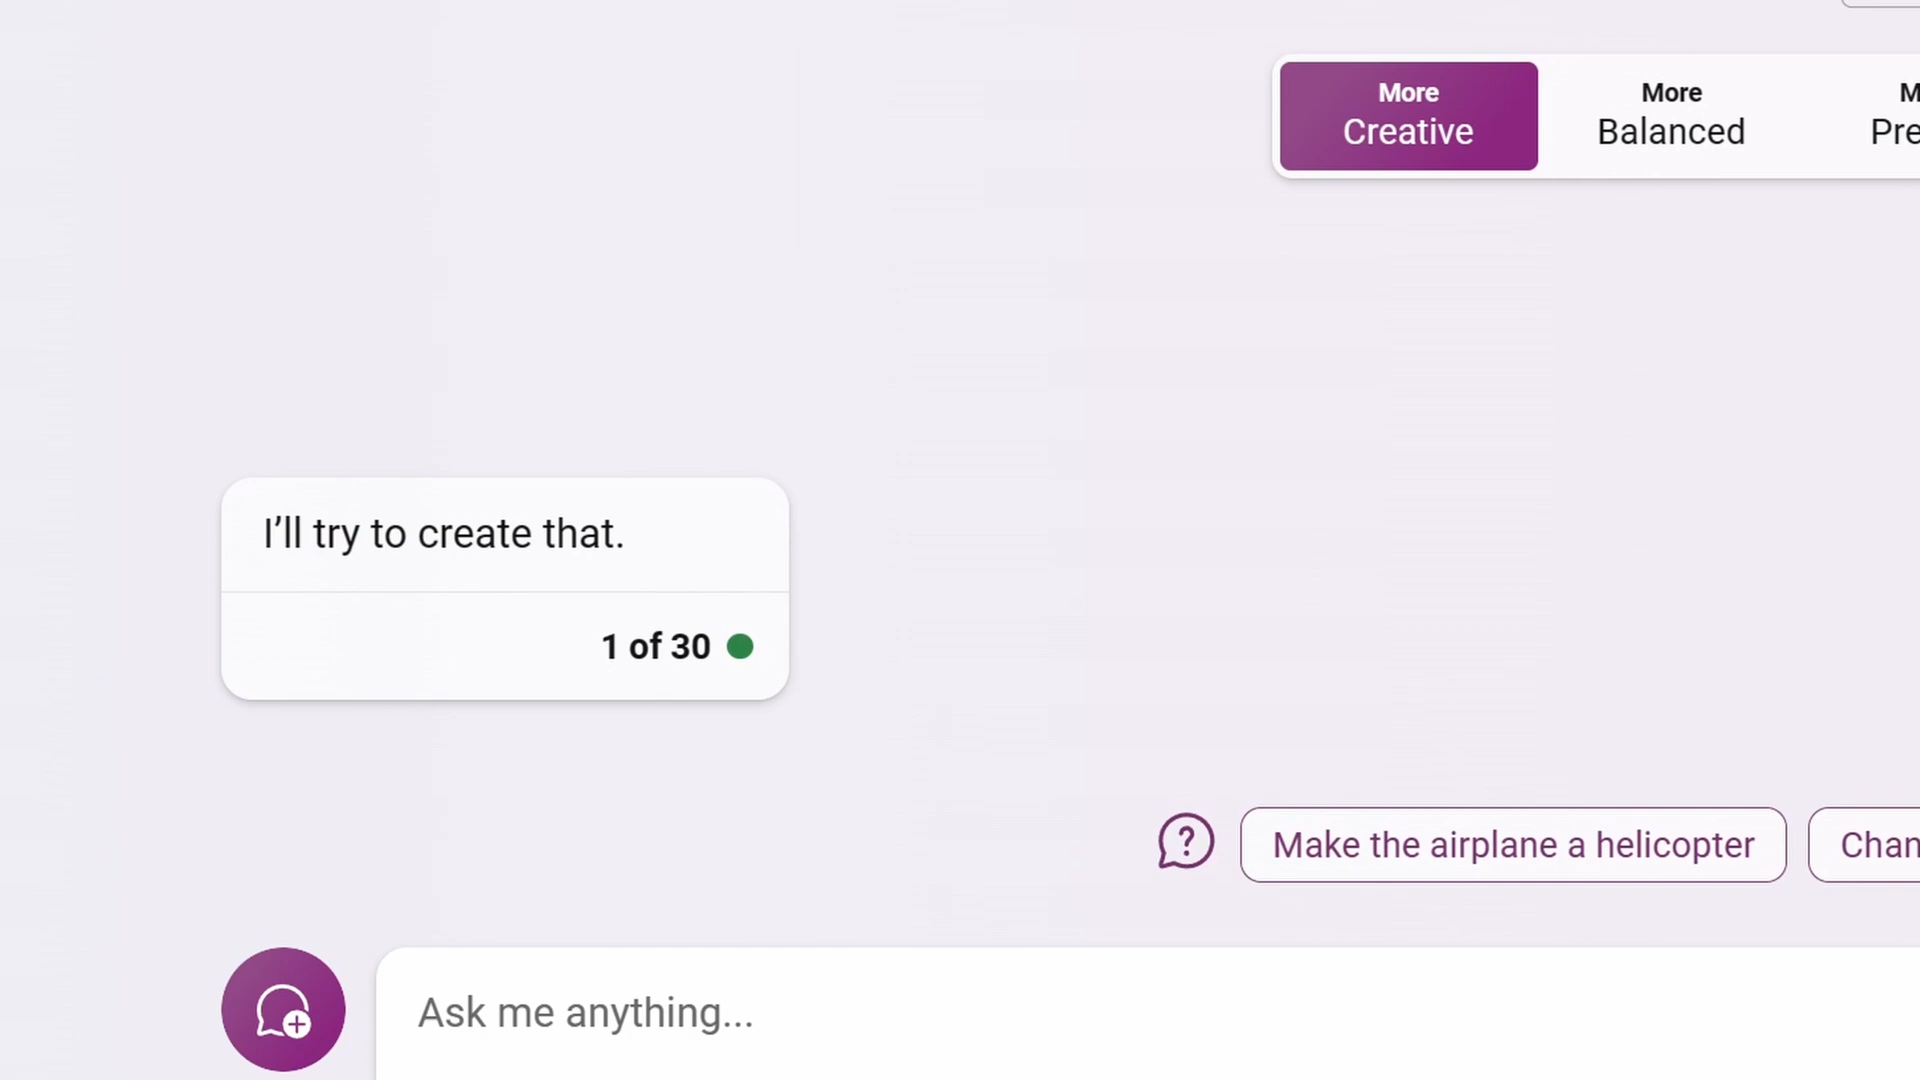 More
Creative
More
Balanced
I’ll try to create that.
1 of 30
Make the airplane a helicopter
Ask me anything...